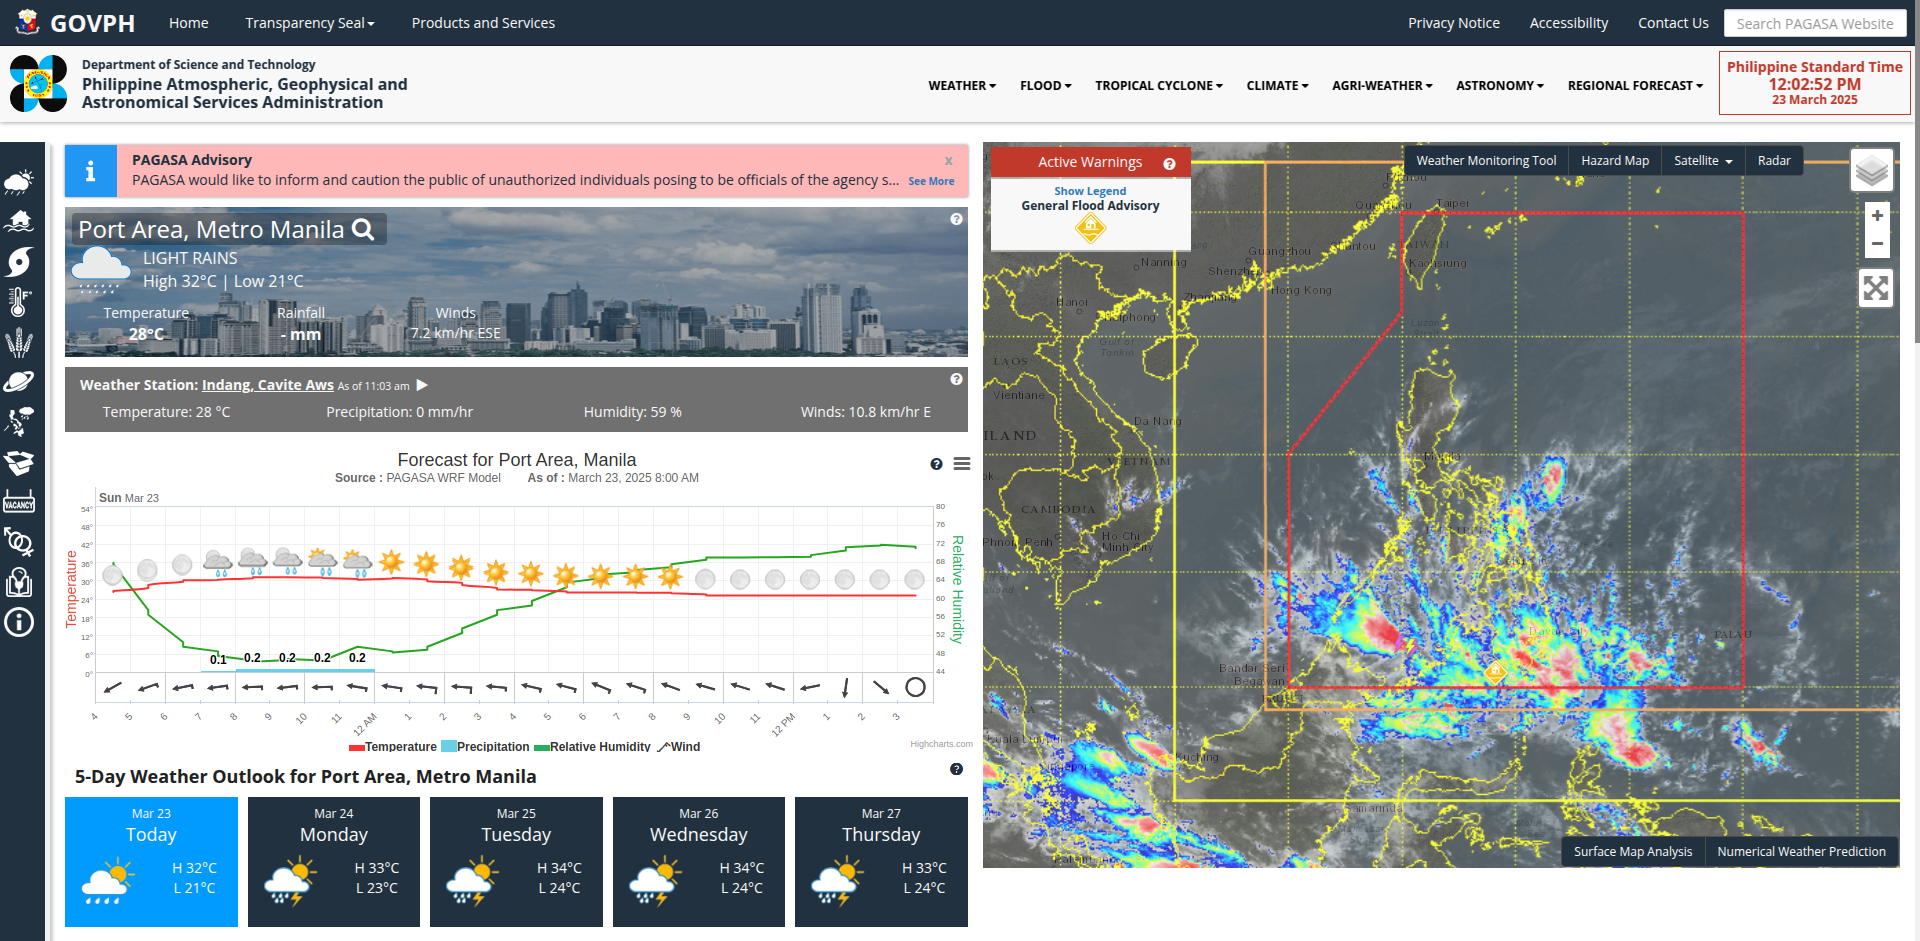 GOVPH
Home
Transparency Seal
Products and Services
Privacy Notice
Accessibility
Contact Us
Search PAGASA Website
Department of Science and Technology
Philippine Atmospheric, Geophysical and
Astronomical Services Administration
WEATHER
FLOOD
TROPICAL CYCLONE
CLIMATE
AGRI-WEATHER
ASTRONOMY
REGIONAL FORECAST
Philippine Standard Time
12:02:52 PM
23 March 2025
VACANCY
PAGASA Advisory
x
PAGASA would like to inform and caution the public of unauthorized individuals posing to be officials of the agency s... See More
Port Area, Metro Manila
LIGHT RAINS
High 32°C | Low 21°C
Temperature
28°C
Rainfall
- mm
Winds
7.2 km/hr ESE
Weather Station: Indang, Cavite Aws As of 11:03 am
Temperature: 28 °C
Precipitation: 0 mm/hr
Humidity: 59 %
Winds: 10.8 km/hr E
Forecast for Port Area, Manila
Source : PAGASA WRF Model As of : March 23, 2025 8:00 AM
Sun Mar 23
Temperature
54°
48°
42°
36°
30°
24°
18°
12°
6°
0°
80
76
72
68
64
60
56
52
48
44
Relative Humidity
0.1
0.2
0.2
0.2
0.2
4
5
6
7
8
9
10
11
12 AM
1
2
3
4
5
6
7
8
9
10
11
12 PM
1
2
3
Temperature
Precipitation
Relative Humidity
Wind
Highcharts.com
5-Day Weather Outlook for Port Area, Metro Manila
Mar 23
Today
H 32°C
L 21°C
Mar 24
Monday
H 33°C
L 23°C
Mar 25
Tuesday
H 34°C
L 24°C
Mar 26
Wednesday
H 34°C
L 24°C
Mar 27
Thursday
H 33°C
L 24°C
Active Warnings
Show Legend
General Flood Advisory
Weather Monitoring Tool
Hazard Map
Satellite
Radar
+
−
Taipei
Shantou
TAIWAN
Kaohsiung
Guangzhou
Shenzhen
Hong Kong
Nanning
Zhanjiang
Hanoi
Haiphong
Gulf of
Tonkin
Luzon
LAOS
Vientiane
Da Nang
ILAND
VIETNAM
CAMBODIA
Phnom Penh
Ho Chi
Minh City
Manila
Davao City
PALAU
Bandar Seri
Begawan
Kuala Lumpur
Kuching
Samarinda
Surface Map Analysis
Numerical Weather Prediction